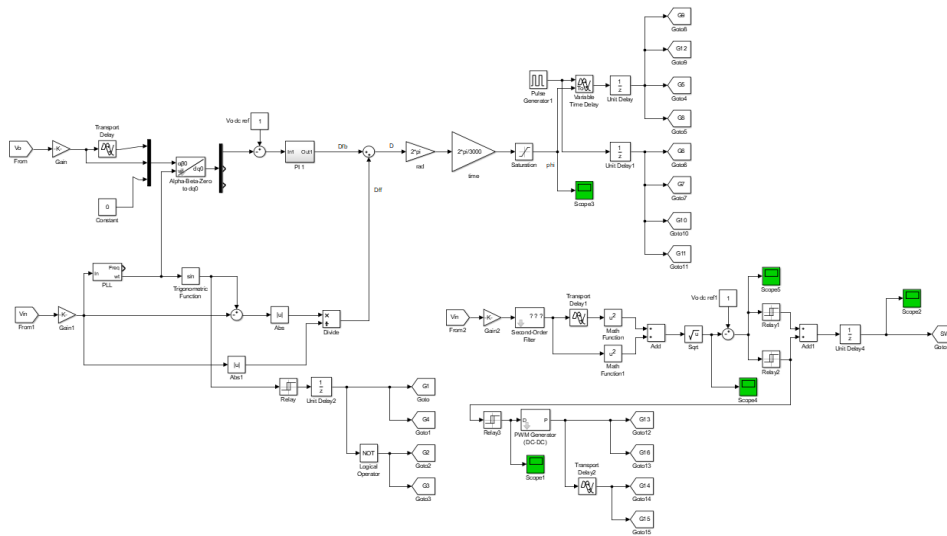 G9
Goto8
G12
Goto9
G5
Goto4
G8
Goto5
Pulse
Generator1
Variable
Time Delay
To
Unit Delay
1
z
G6
Goto6
G7
Goto7
G10
Goto10
G11
Goto11
Unit Delay1
1
z
Vo dc ref
1
Vo
From
-K-
Gain
Transport
Delay
0
Constant
αβ0
dq0
Alpha-Beta-Zero
to dq0
In1
Out1
PI 1
Dfb
D
Dff
2*pi
rad
2*pi/3000
time
Saturation
phi
Scope3
Vin
From1
-K-
Gain1
In
Freq
wt
PLL
sin
Trigonometric
Function
|u|
Abs
|u|
Abs1
×
÷
Divide
Relay
1
z
Unit Delay2
G1
Goto
G4
Goto1
NOT
Logical
Operator
G2
Goto2
G3
Goto3
Vin
From2
-K-
Gain2
? ? ?
Second-Order
Filter
Transport
Delay1
u²
Math
Function
u²
Math
Function1
Add
√u
Sqrt
Vo dc ref1
1
Scope4
Scope5
Relay1
Relay2
Add1
1
z
Unit Delay4
Scope2
Relay3
Scope1
D
P
PWM Generator
(DC-DC)
Transport
Delay2
G13
Goto12
G16
Goto13
G14
Goto14
G15
Goto15